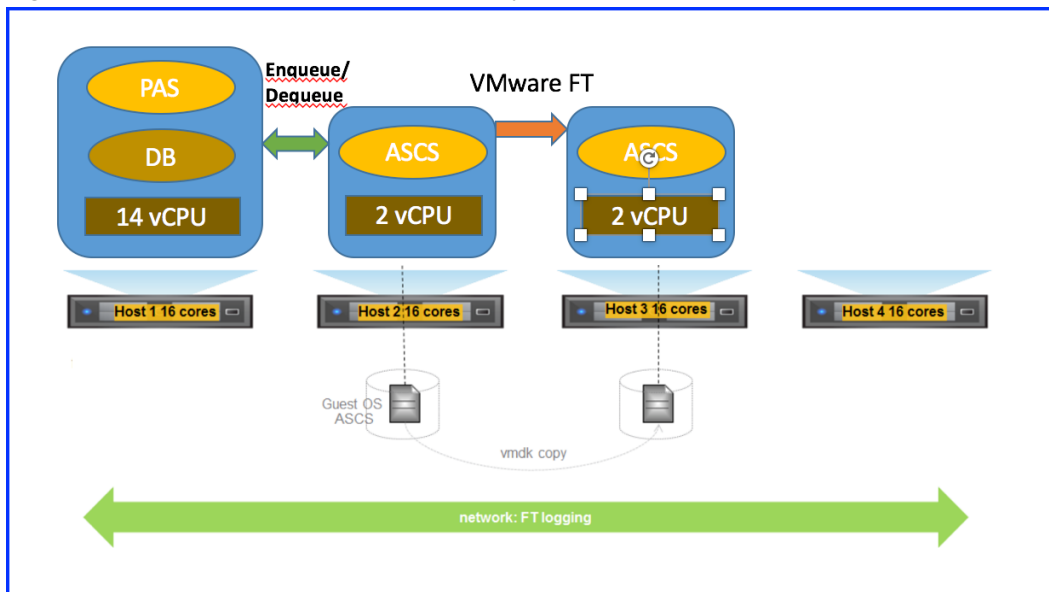 PAS
DB
14 vCPU
Enqueue/
Dequeue
VMware FT
ASCS
2 vCPU
ASCS
2 vCPU
Host 1 16 cores
Host 2 16 cores
Host 3 16 cores
Host 4 16 cores
Guest OS
ASCS
vmdk copy
network: FT logging